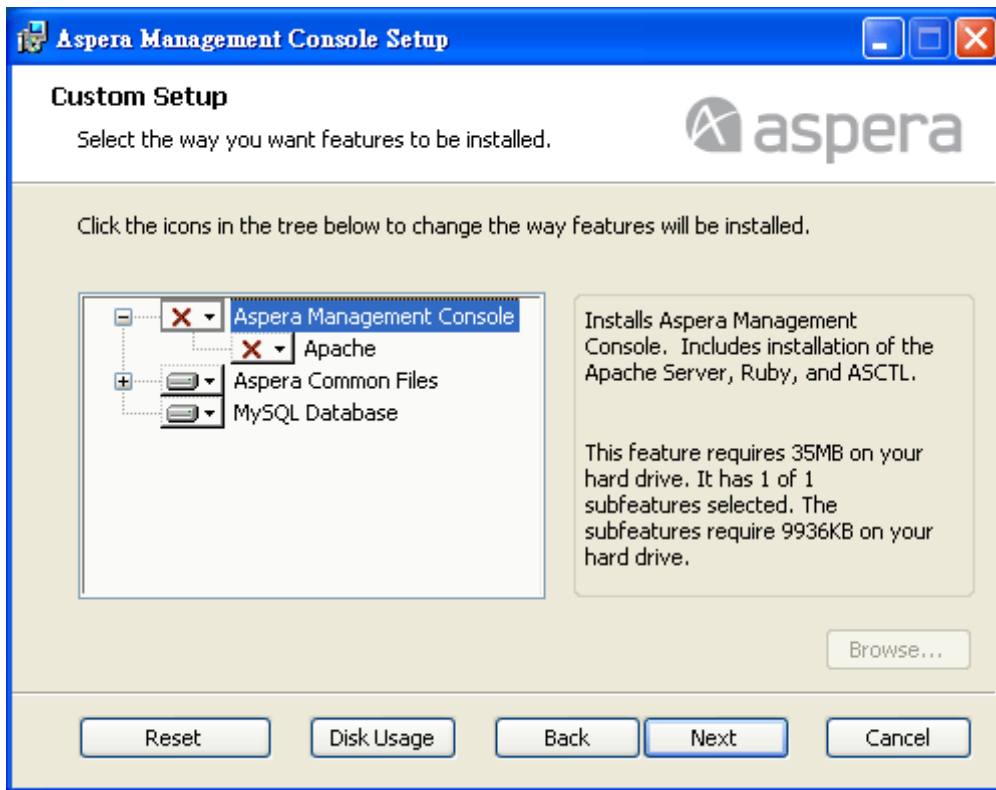 Aspera Management Console Setup
Custom Setup
Select the way you want features to be installed.
aspera
Click the icons in the tree below to change the way features will be installed.
Aspera Management Console
Apache
Aspera Common Files
MySQL Database
Installs Aspera Management
Console. Includes installation of the
Apache Server, Ruby, and ASCTL.
This feature requires 35MB on your
hard drive. It has 1 of 1
subfeatures selected. The
subfeatures require 9936KB on your
hard drive.
Browse...
Reset
Disk Usage
Back
Next
Cancel